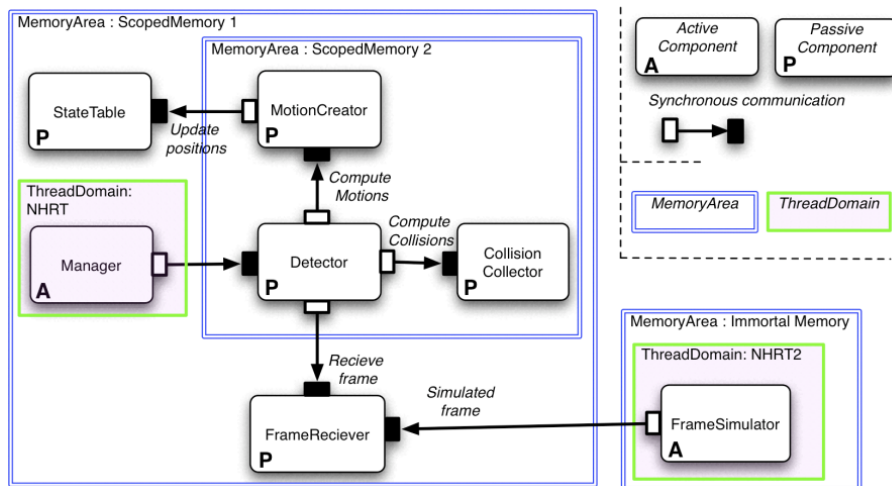 MemoryArea : ScopedMemory 1
MemoryArea : ScopedMemory 2
StateTable
P
Update
positions
MotionCreator
P
Compute
Motions
ThreadDomain:
NHRT
Manager
A
Detector
P
Compute
Collisions
Collision
Collector
P
Recieve
frame
FrameReciever
P
Simulated
frame
Active
Component
A
Passive
Component
P
Synchronous communication
MemoryArea
ThreadDomain
MemoryArea : Immortal Memory
ThreadDomain: NHRT2
FrameSimulator
A